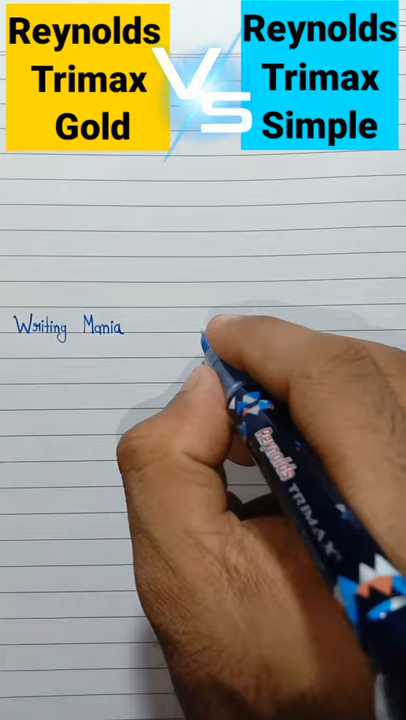 Reynolds
Trimax
Gold
VS
Reynolds
Trimax
Simple
Writing Mania
Reynolds
TRIMAX